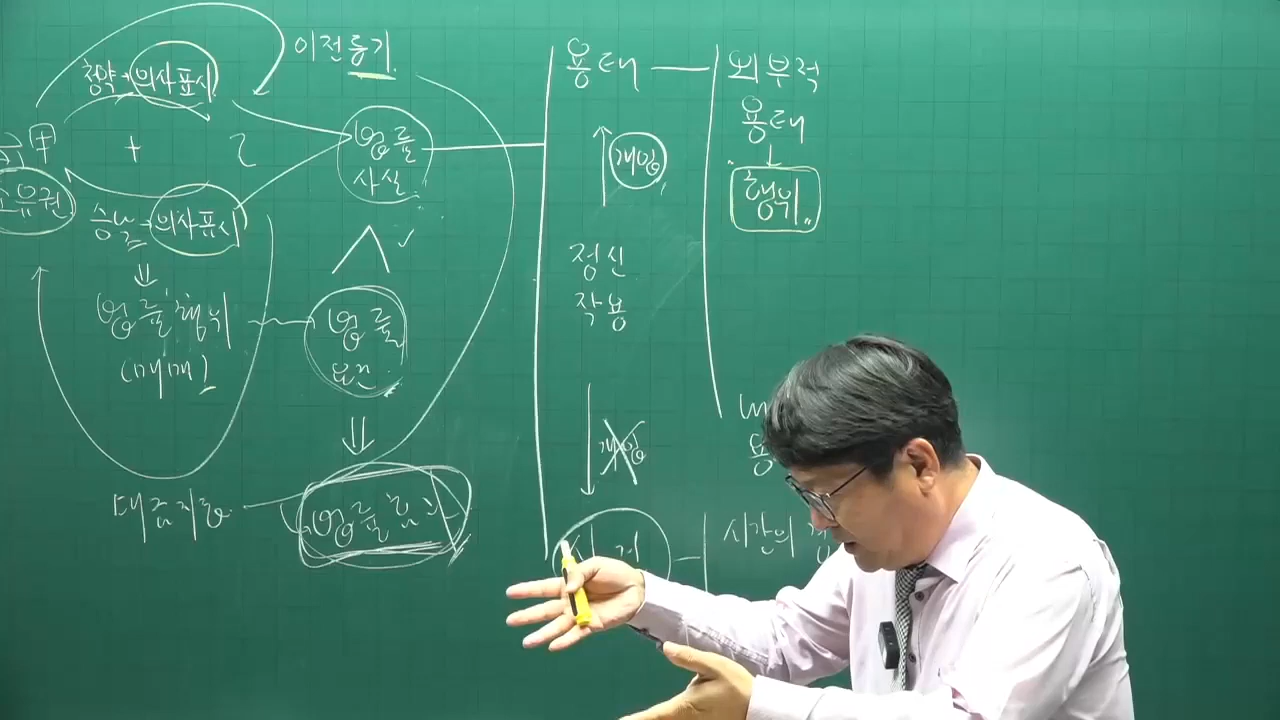 이전등기
청약 → 의사표시
甲 + 乙
소유권
승낙 → 의사표시
법률행위
(매매)
대금지급
법률
사실
법률
요건
법률효과
용태 — 외부적
용태
행위
개입
정신
작용
개입
시간의